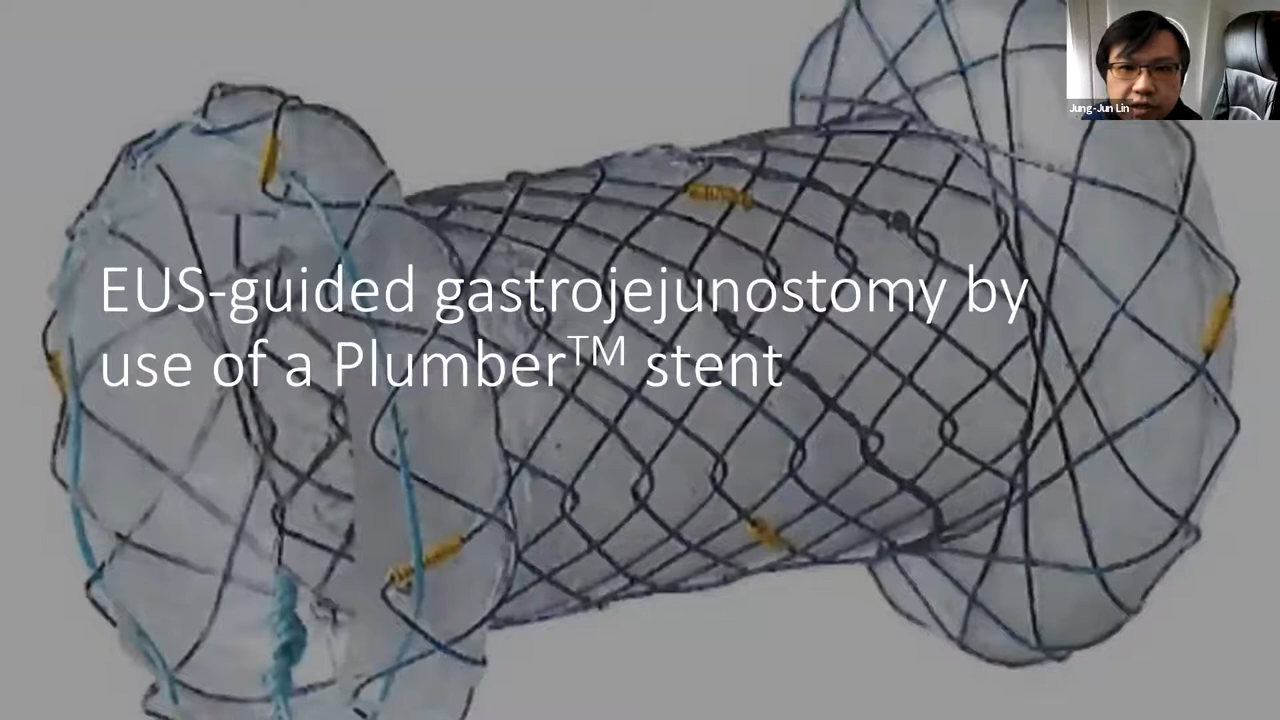 Jung-Jun Lin
EUS-guided gastrojejunostomy by
use of a Plumber™ stent